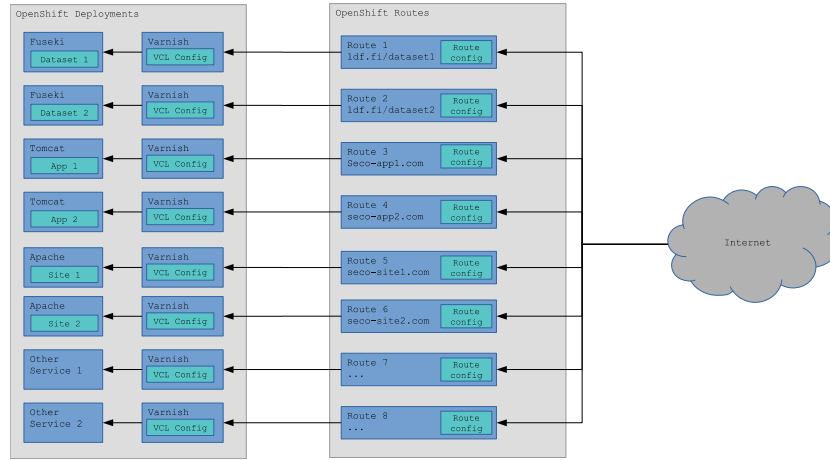 OpenShift Deployments
OpenShift Routes
Fuseki
Dataset 1
Varnish
VCL Config
Route 1
ldf.fi/dataset1
Route
config
Fuseki
Dataset 2
Varnish
VCL Config
Route 2
ldf.fi/dataset2
Route
config
Tomcat
App 1
Varnish
VCL Config
Route 3
Seco-app1.com
Route
config
Tomcat
App 2
Varnish
VCL Config
Route 4
seco-app2.com
Route
config
Internet
Apache
Site 1
Varnish
VCL Config
Route 5
seco-site1.com
Route
config
Apache
Site 2
Varnish
VCL Config
Route 6
seco-site2.com
Route
config
Other
Service 1
Varnish
VCL Config
Route 7
...
Route
config
Other
Service 2
Varnish
VCL Config
Route 8
...
Route
config